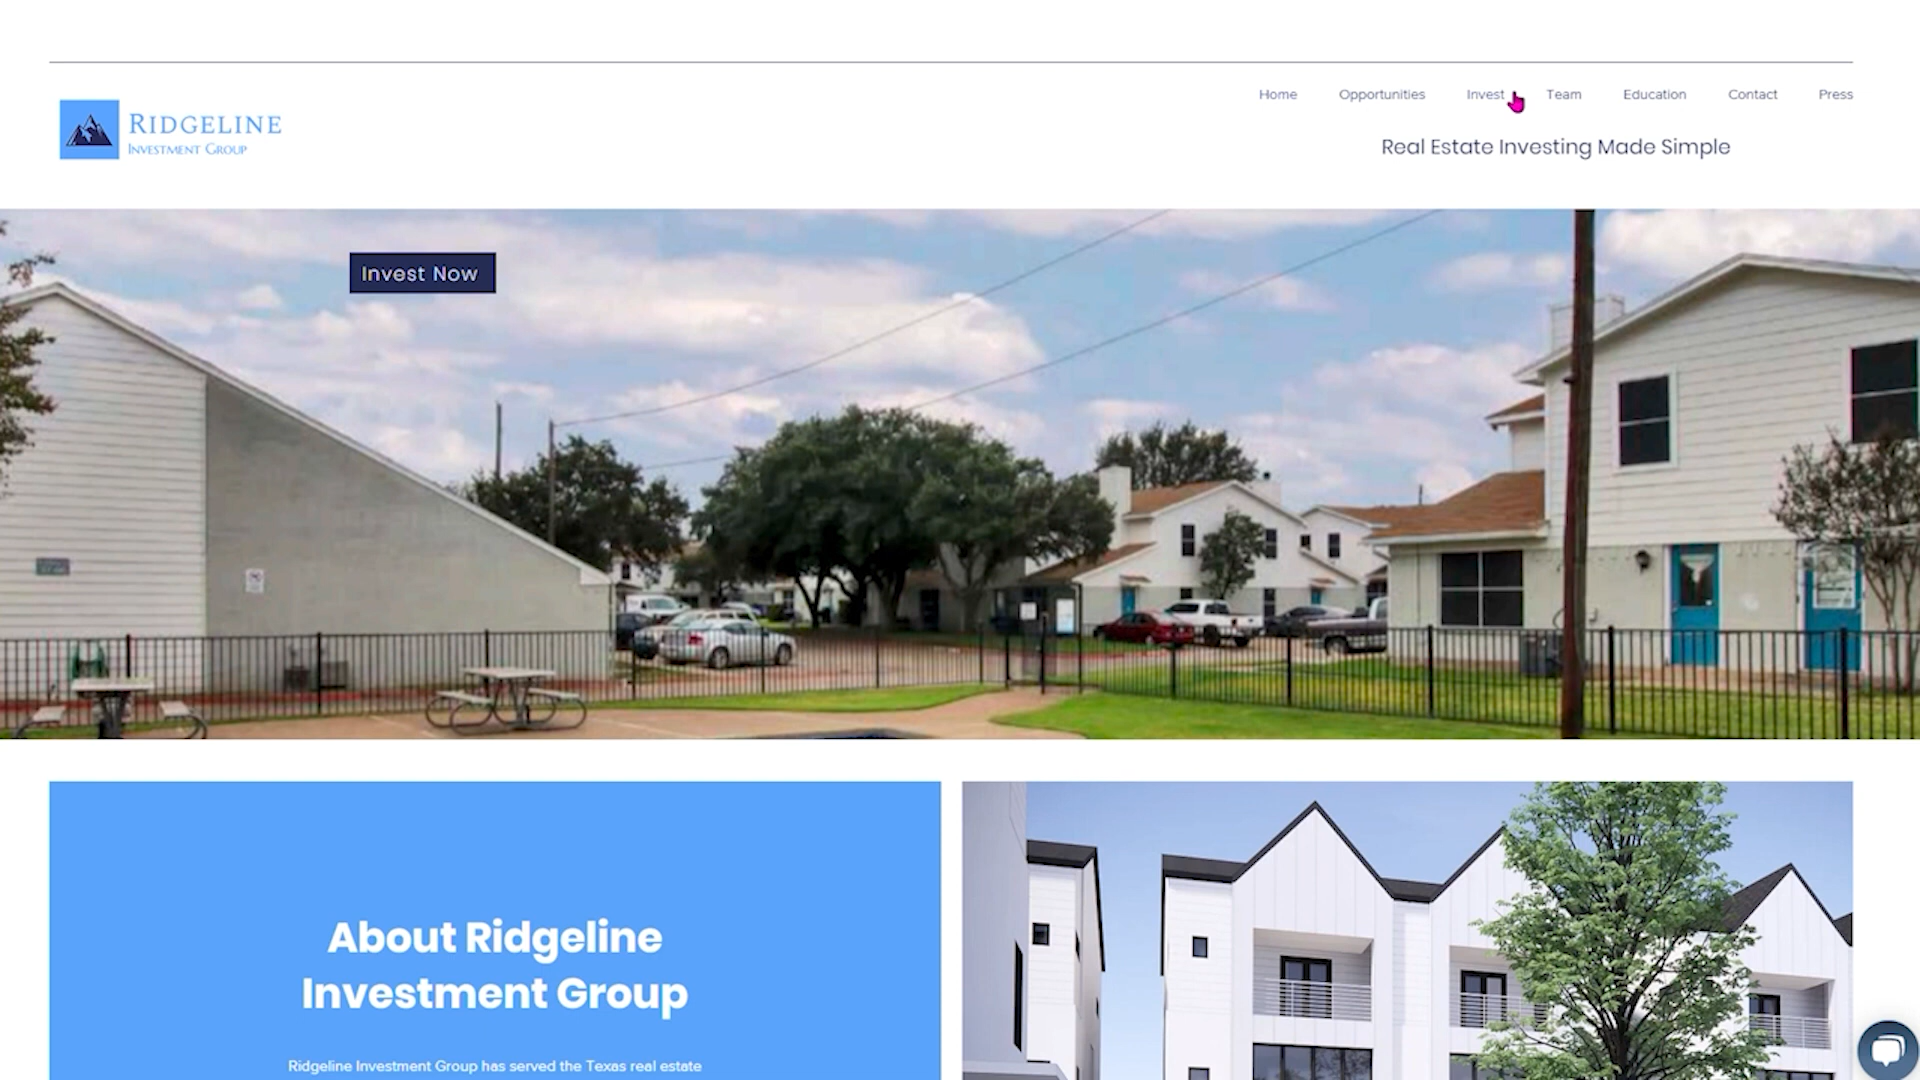 Home Opportunities Invest Team Education Contact Press
RIDGELINE
INVESTMENT GROUP
Real Estate Investing Made Simple
Invest Now
About Ridgeline
Investment Group
Ridgeline Investment Group has served the Texas real estate